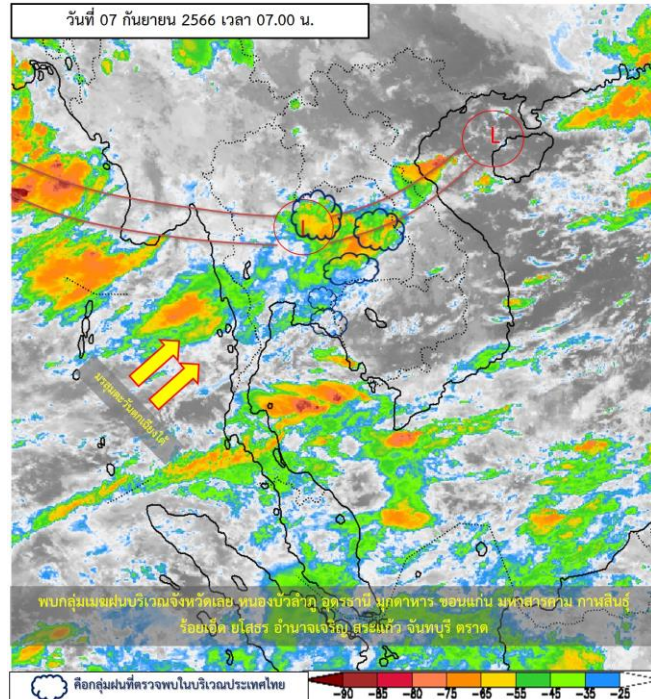 วันที่ 07 กันยายน 2566 เวลา 07.00 น.
L
L
มรสุมตะวันตกเฉียงใต้
พบกลุ่มเมฆฝนบริเวณจังหวัดเลย หนองบัวลำภู อุดรธานี มุกดาหาร ขอนแก่น มหาสารคาม กาฬสินธุ์
ร้อยเอ็ด ยโสธร อำนาจเจริญ สระแก้ว จันทบุรี ตราด
คือกลุ่มฝนที่ตรวจพบในบริเวณประเทศไทย
-90 -85 -80 -75 -65 -55 -45 -35 -25